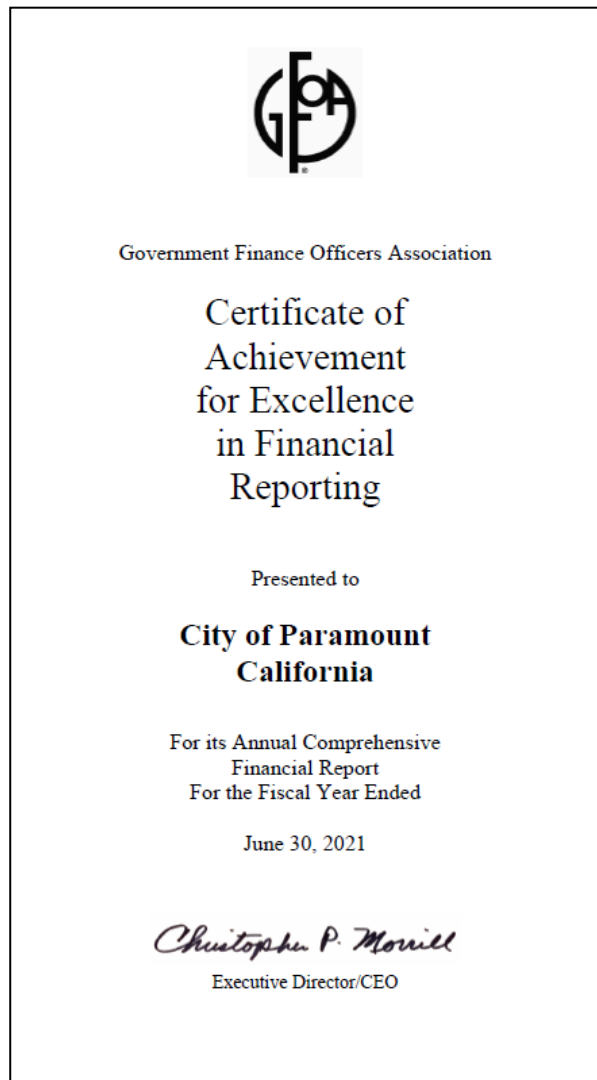 GFOA
®
Government Finance Officers Association
Certificate of
Achievement
for Excellence
in Financial
Reporting
Presented to
City of Paramount
California
For its Annual Comprehensive
Financial Report
For the Fiscal Year Ended
June 30, 2021
Christopher P. Morrill
Executive Director/CEO